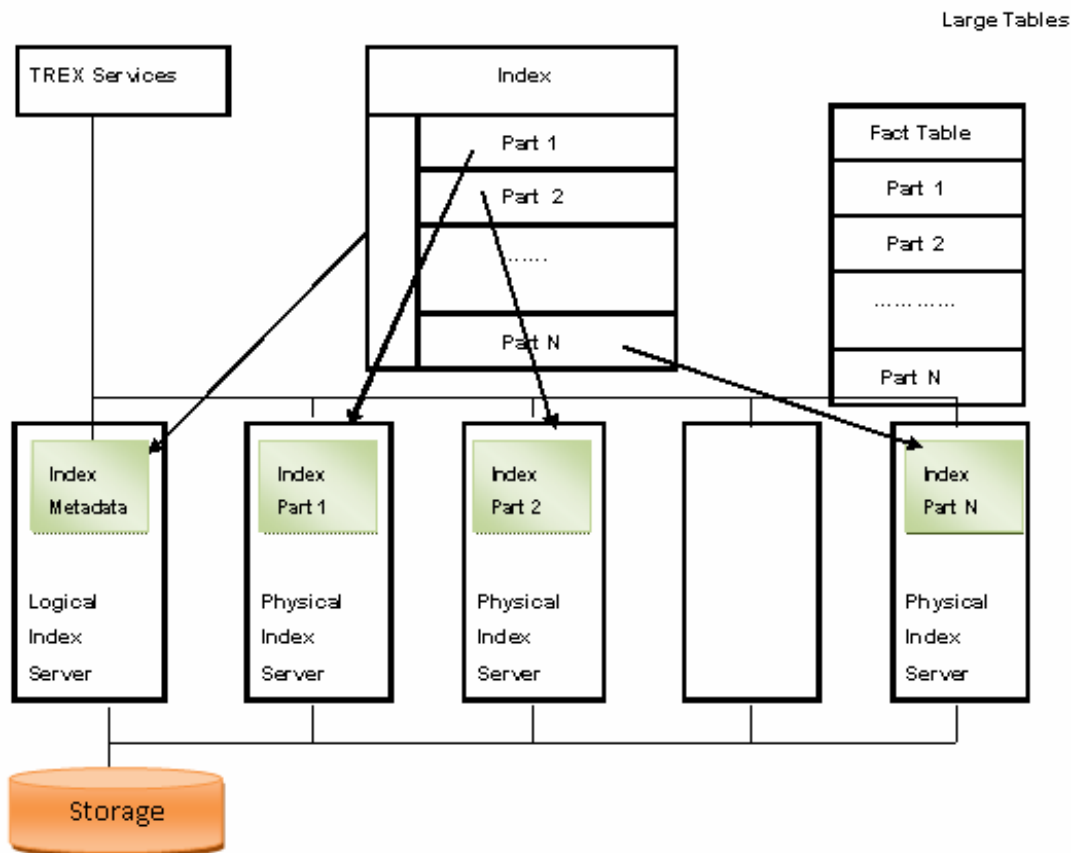 Large Tables
TREX Services
Index
Part 1
Part 2
.......
Part N
Fact Table
Part 1
Part 2
............
Part N
Index
Metadata
Logical
Index
Server
Index
Part 1
Physical
Index
Server
Index
Part 2
Physical
Index
Server
Index
Part N
Physical
Index
Server
Storage